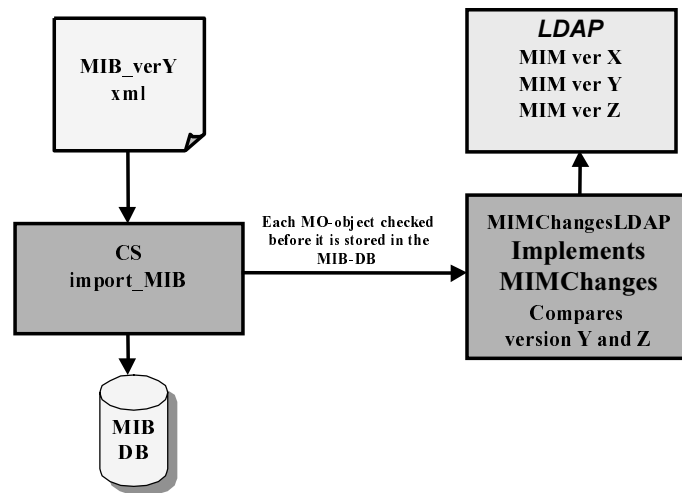 MIB_verY
xml
LDAP
MIM ver X
MIM ver Y
MIM ver Z
CS
import_MIB
Each MO-object checked
before it is stored in the
MIB-DB
MIMChangesLDAP
Implements
MIMChanges
Compares
version Y and Z
MIB
DB